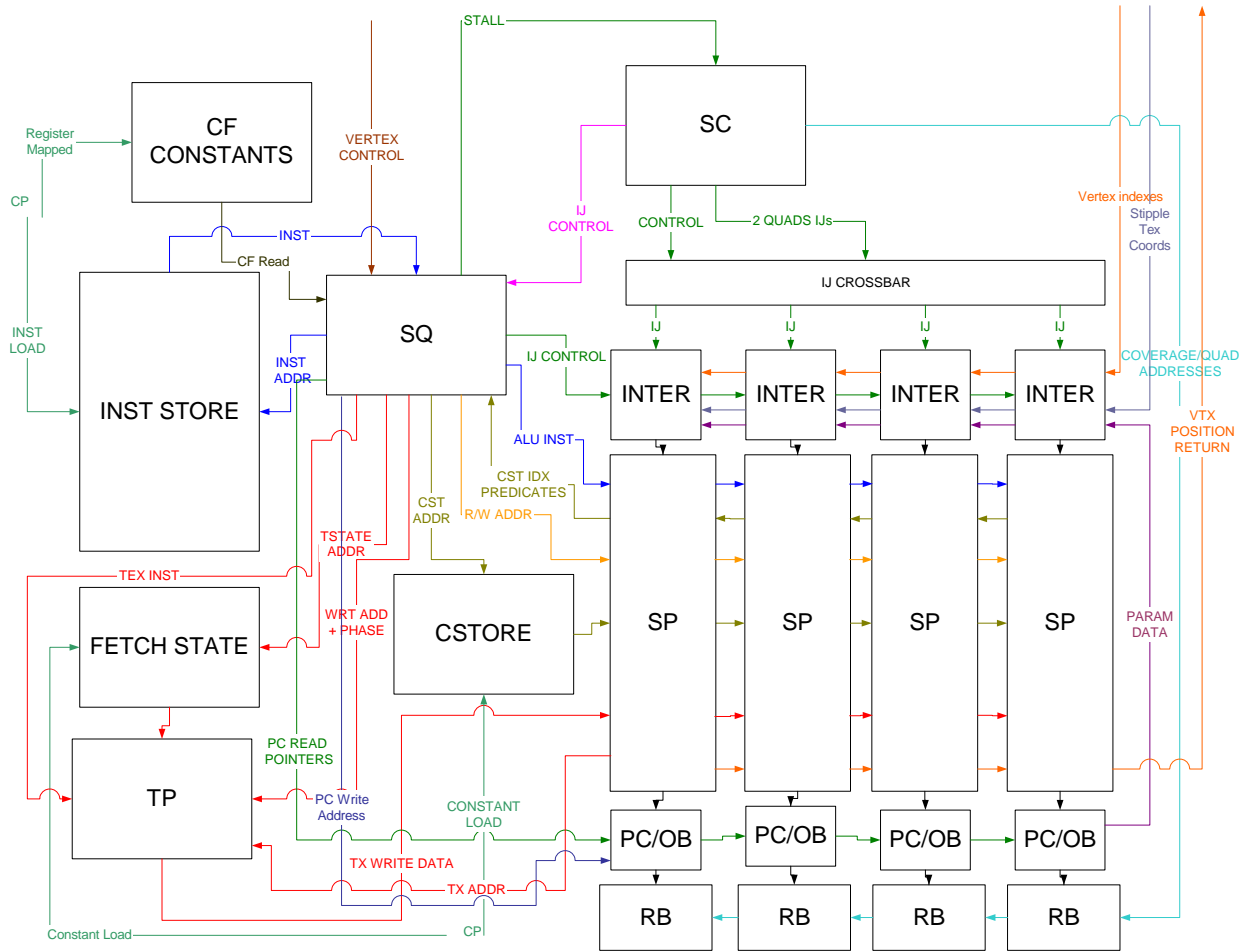 STALL
CF
CONSTANTS
SC
Register
Mapped
VERTEX
CONTROL
CP
IJ
CONTROL
CONTROL
2 QUADS IJs
Vertex indexes
Stipple
Tex
Coords
INST
CF Read
IJ CROSSBAR
INST
LOAD
INST STORE
SQ
IJ
IJ
IJ
IJ
INST
ADDR
IJ CONTROL
INTER
INTER
INTER
INTER
COVERAGE/QUAD
ADDRESSES
VTX
POSITION
RETURN
ALU INST
CST IDX
PREDICATES
CST
ADDR
R/W ADDR
TSTATE
ADDR
TEX INST
WRT ADD
+ PHASE
FETCH STATE
CSTORE
SP
SP
SP
SP
PARAM
DATA
PC READ
POINTERS
TP
PC Write
Address
CONSTANT
LOAD
PC/OB
PC/OB
PC/OB
PC/OB
TX WRITE DATA
TX ADDR
RB
RB
RB
RB
Constant Load
CP